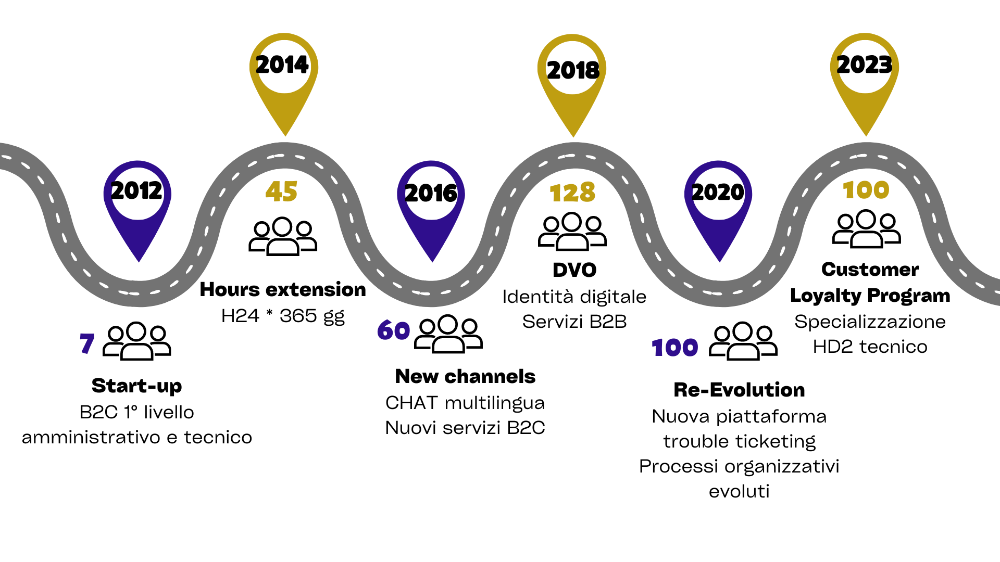 2012
7
Start-up
B2C 1° livello
amministrativo e tecnico
2014
45
Hours extension
H24 * 365 gg
2016
60
New channels
CHAT multilingua
Nuovi servizi B2C
2018
128
DVO
Identità digitale
Servizi B2B
2020
100
Re-Evolution
Nuova piattaforma
trouble ticketing
Processi organizzativi
evoluti
2023
100
Customer
Loyalty Program
Specializzazione
HD2 tecnico